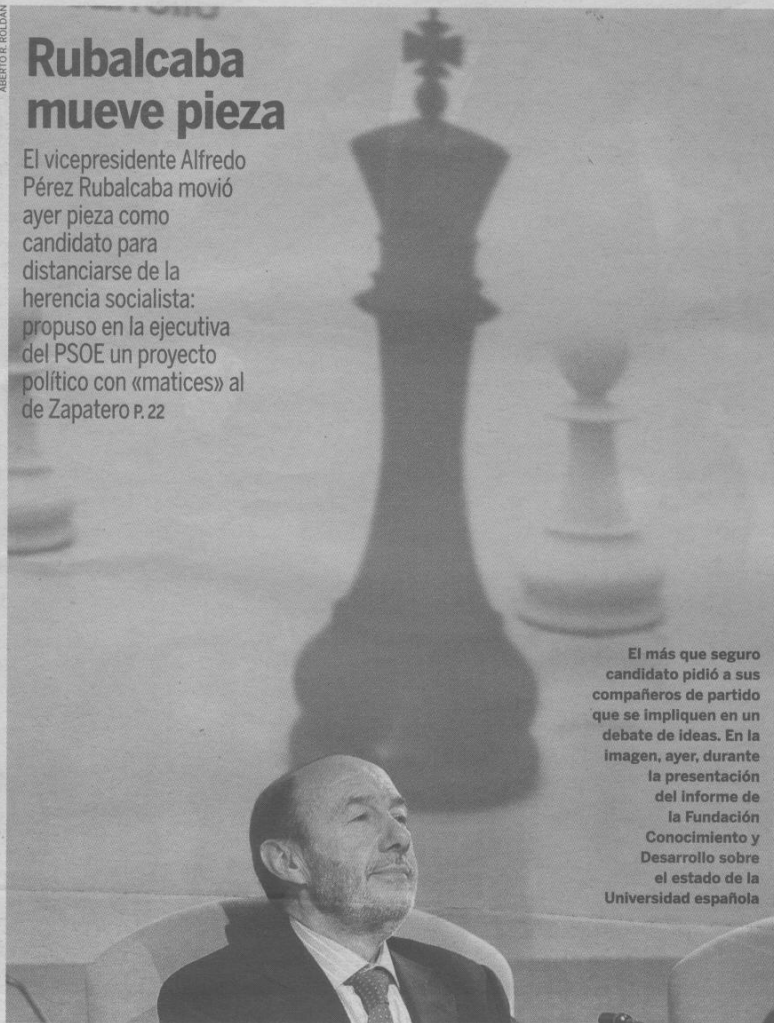 ABERTO R. ROLDÁN
Rubalcaba
mueve pieza
El vicepresidente Alfredo
Pérez Rubalcaba movió
ayer pieza como
candidato para
distanciarse de la
herencia socialista:
propuso en la ejecutiva
del PSOE un proyecto
político con «matices» al
de Zapatero P. 22
El más que seguro
candidato pidió a sus
compañeros de partido
que se impliquen en un
debate de ideas. En la
imagen, ayer, durante
la presentación
del informe de
la Fundación
Conocimiento y
Desarrollo sobre
el estado de la
Universidad española